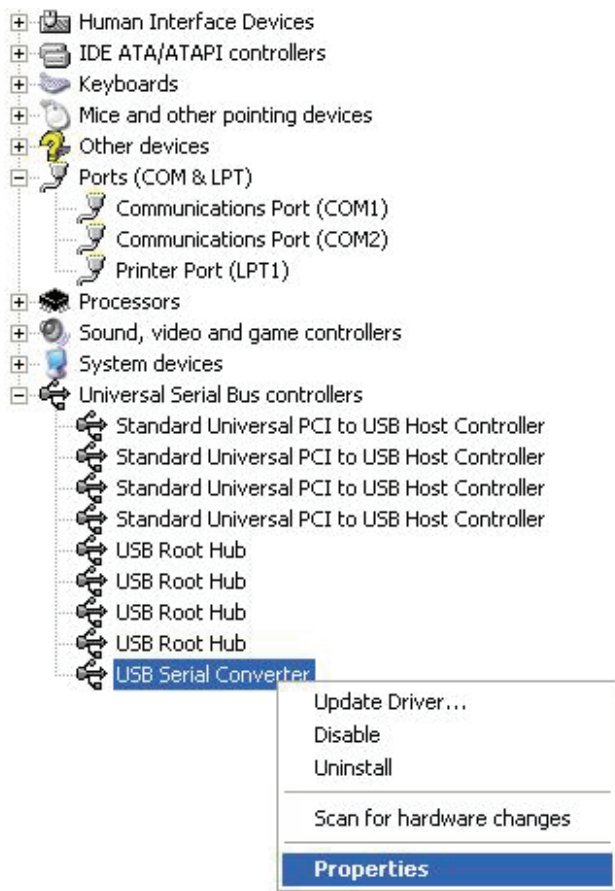 Human Interface Devices
IDE ATA/ATAPI controllers
Keyboards
Mice and other pointing devices
Other devices
Ports (COM & LPT)
Communications Port (COM1)
Communications Port (COM2)
Printer Port (LPT1)
Processors
Sound, video and game controllers
System devices
Universal Serial Bus controllers
Standard Universal PCI to USB Host Controller
Standard Universal PCI to USB Host Controller
Standard Universal PCI to USB Host Controller
Standard Universal PCI to USB Host Controller
USB Root Hub
USB Root Hub
USB Root Hub
USB Root Hub
USB Serial Converter
Update Driver...
Disable
Uninstall
Scan for hardware changes
Properties